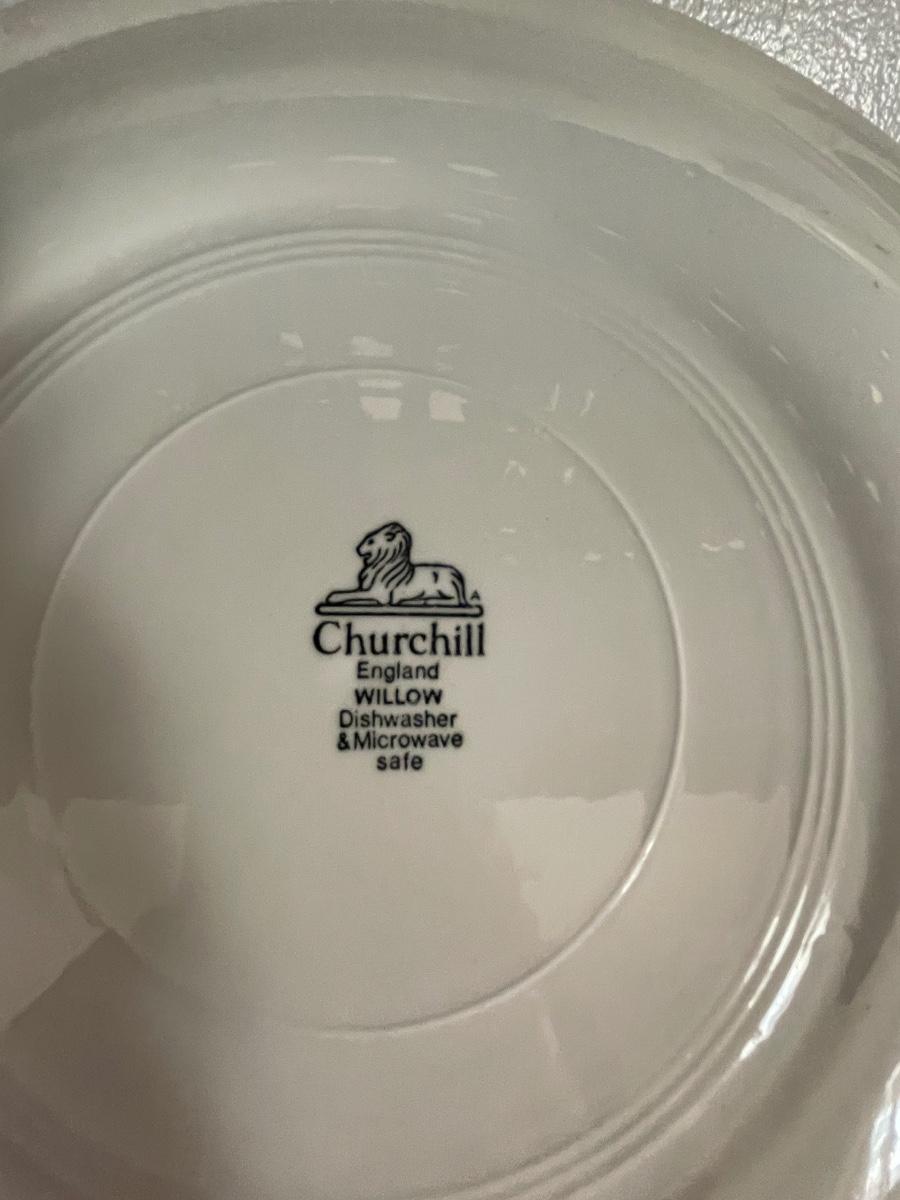 A
Churchill
England
WILLOW
Dishwasher
&Microwave
safe